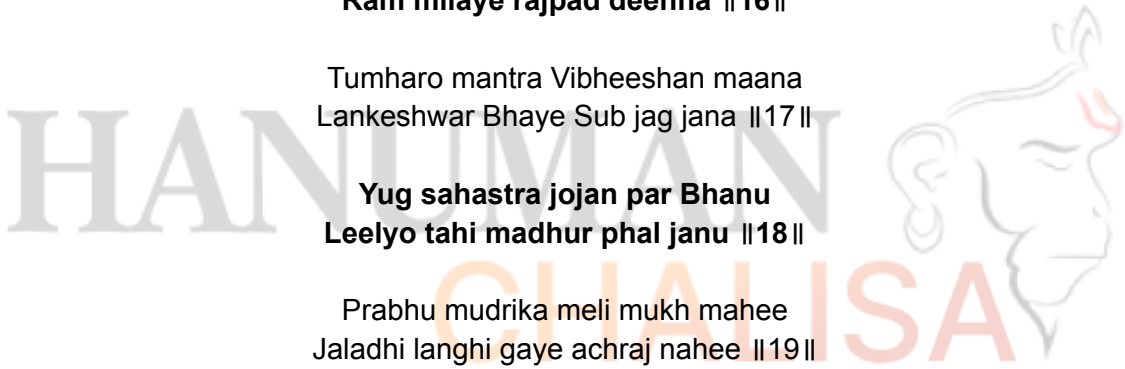 Ram milaye rajpad deenha ॥16॥
Tumharo mantra Vibheeshan maana
Lankeshwar Bhaye Sub jag jana ॥17॥
Yug sahastra jojan par Bhanu
Leelyo tahi madhur phal janu ॥18॥
Prabhu mudrika meli mukh mahee
Jaladhi langhi gaye achraj nahee ॥19॥
HANUMAN
CHALISA